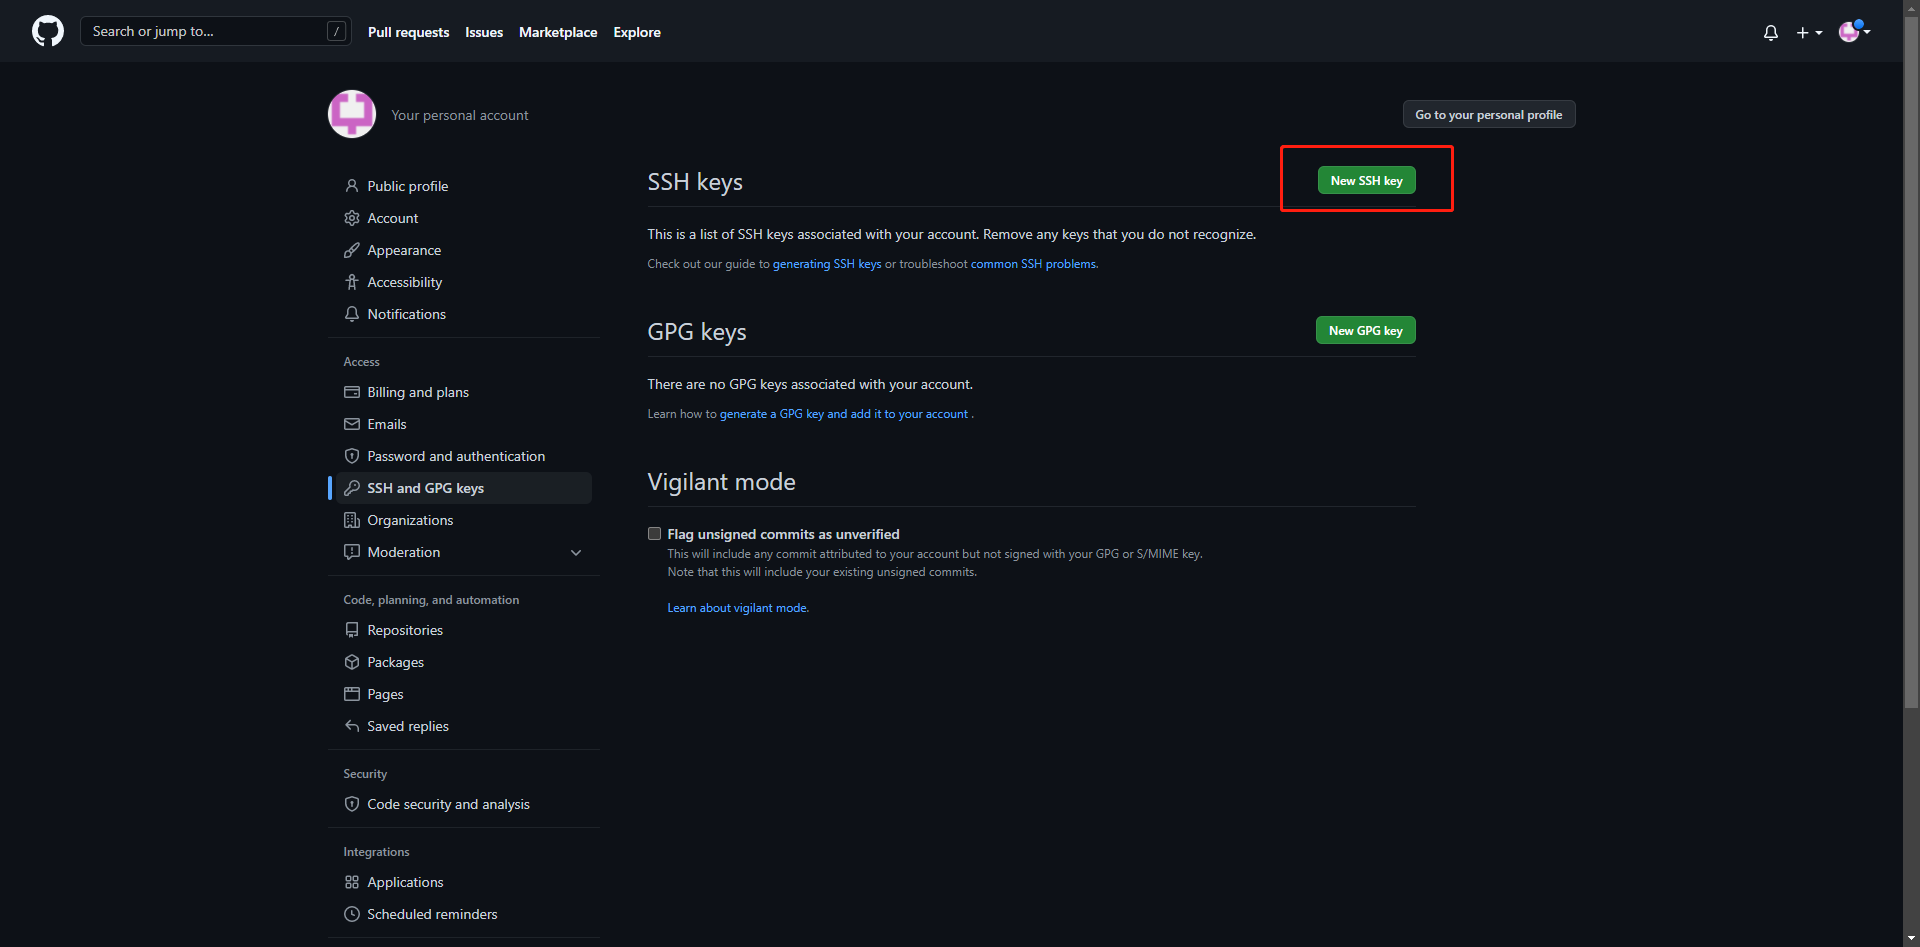 Search or jump to...
/
Pull requests
Issues
Marketplace
Explore
Your personal account
Go to your personal profile
Public profile
Account
Appearance
Accessibility
Notifications
Access
Billing and plans
Emails
Password and authentication
SSH and GPG keys
Organizations
Moderation
Code, planning, and automation
Repositories
Packages
Pages
Saved replies
Security
Code security and analysis
Integrations
Applications
Scheduled reminders
SSH keys
New SSH key
This is a list of SSH keys associated with your account. Remove any keys that you do not recognize.
Check out our guide to generating SSH keys or troubleshoot common SSH problems.
GPG keys
New GPG key
There are no GPG keys associated with your account.
Learn how to generate a GPG key and add it to your account .
Vigilant mode
Flag unsigned commits as unverified
This will include any commit attributed to your account but not signed with your GPG or S/MIME key.
Note that this will include your existing unsigned commits.
Learn about vigilant mode.